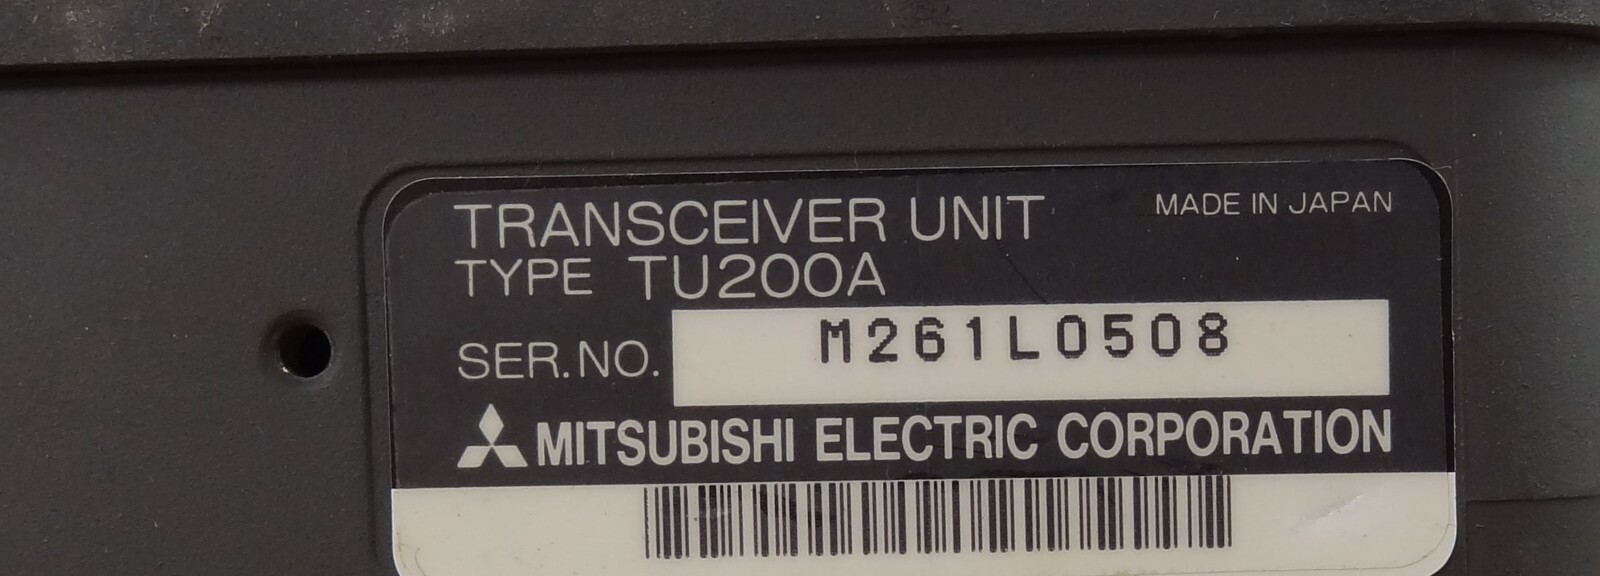 TRANSCEIVER UNIT MADE IN JAPAN
TYPE TU200A
SER.NO. M261L0508
MITSUBISHI ELECTRIC CORPORATION